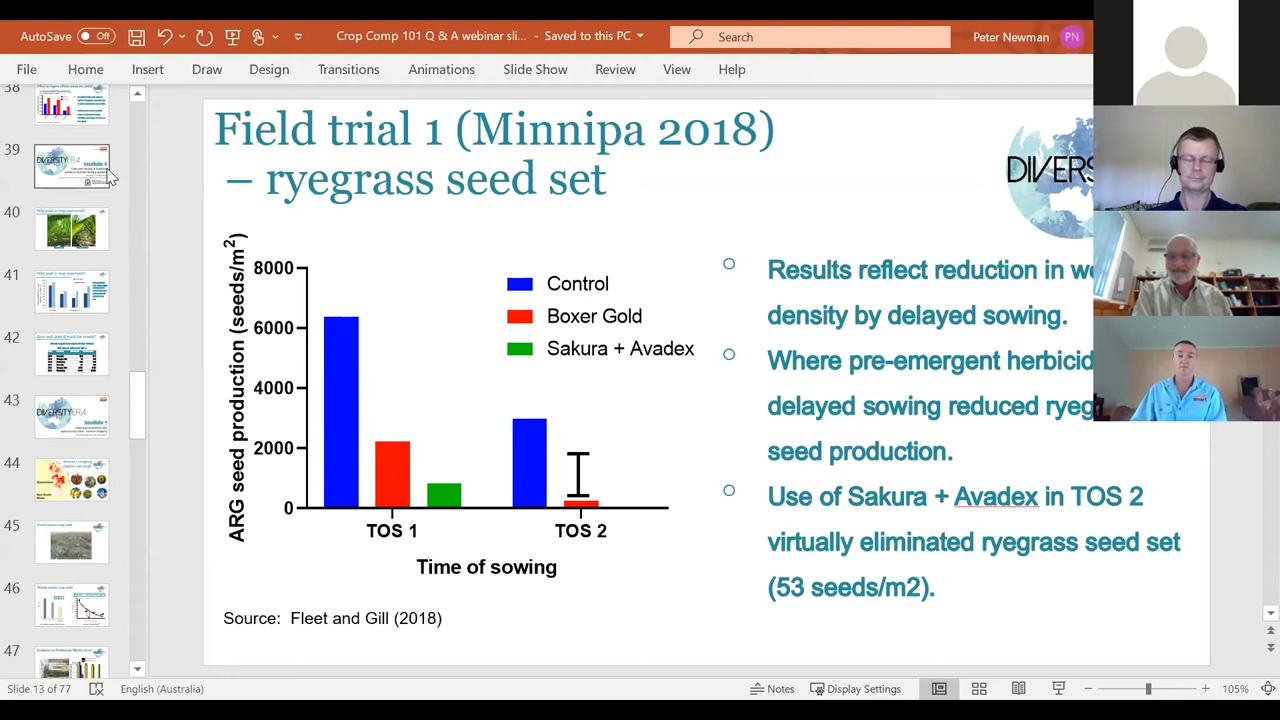 AutoSave Off
Crop Comp 101 Q & A webinar sli... - Saved to this PC
Search
Peter Newman PN
File Home Insert Draw Design Transitions Animations Slide Show Review View Help
38
39
40
41
42
43
44
45
46
47
Field trial 1 (Minnipa 2018)
– ryegrass seed set
DIVERS
ARG seed production (seeds/m2)
8000
6000
4000
2000
0
Control
Boxer Gold
Sakura + Avadex
TOS 1 TOS 2
Time of sowing
Source: Fleet and Gill (2018)
Results reflect reduction in we
density by delayed sowing.
Where pre-emergent herbicid
delayed sowing reduced ryeg
seed production.
Use of Sakura + Avadex in TOS 2
virtually eliminated ryegrass seed set
(53 seeds/m2).
Slide 13 of 77 English (Australia) Notes Display Settings 105%